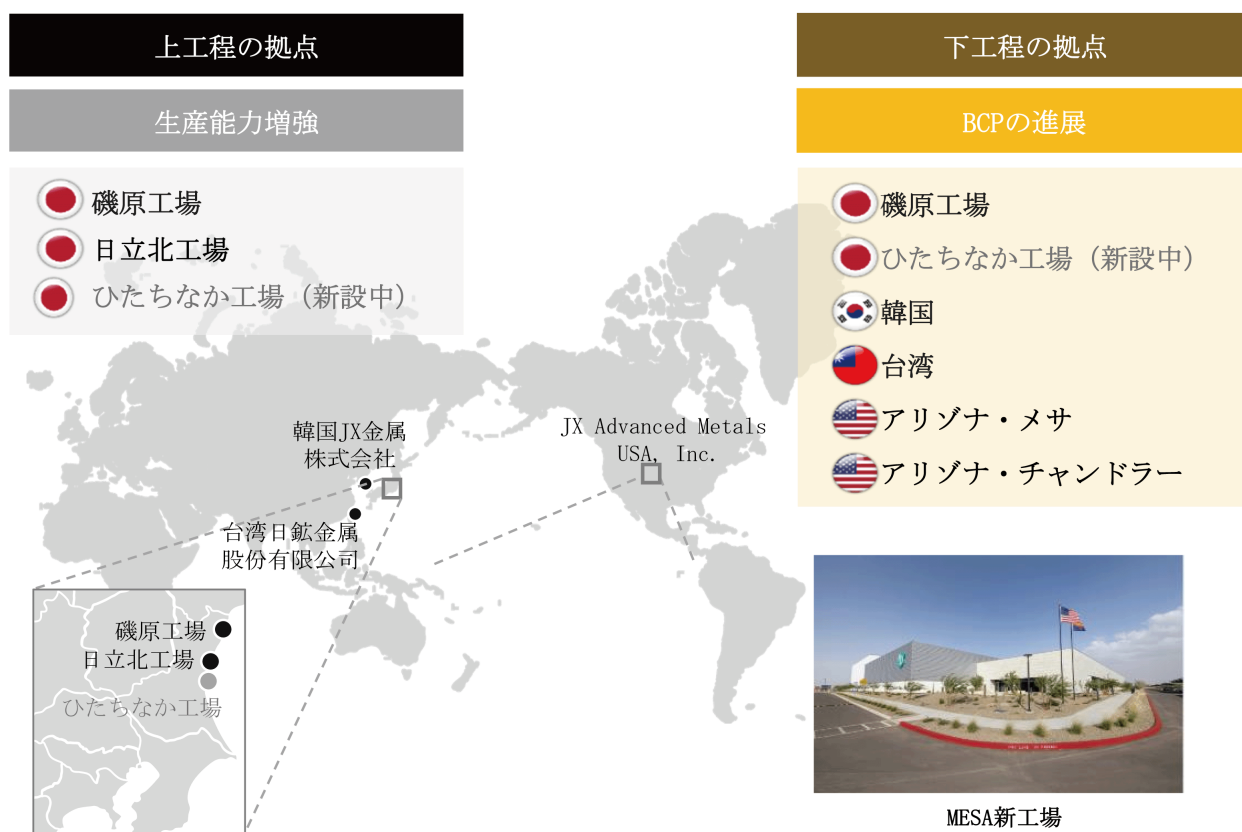 上工程の拠点
生産能力増強
磯原工場
日立北工場
ひたちなか工場（新設中）
下工程の拠点
BCPの進展
磯原工場
ひたちなか工場（新設中）
韓国
台湾
アリゾナ・メサ
アリゾナ・チャンドラー
韓国JX金属
株式会社
JX Advanced Metals
USA, Inc.
台湾日鉱金属
股份有限公司
磯原工場
日立北工場
ひたちなか工場
MESA新工場